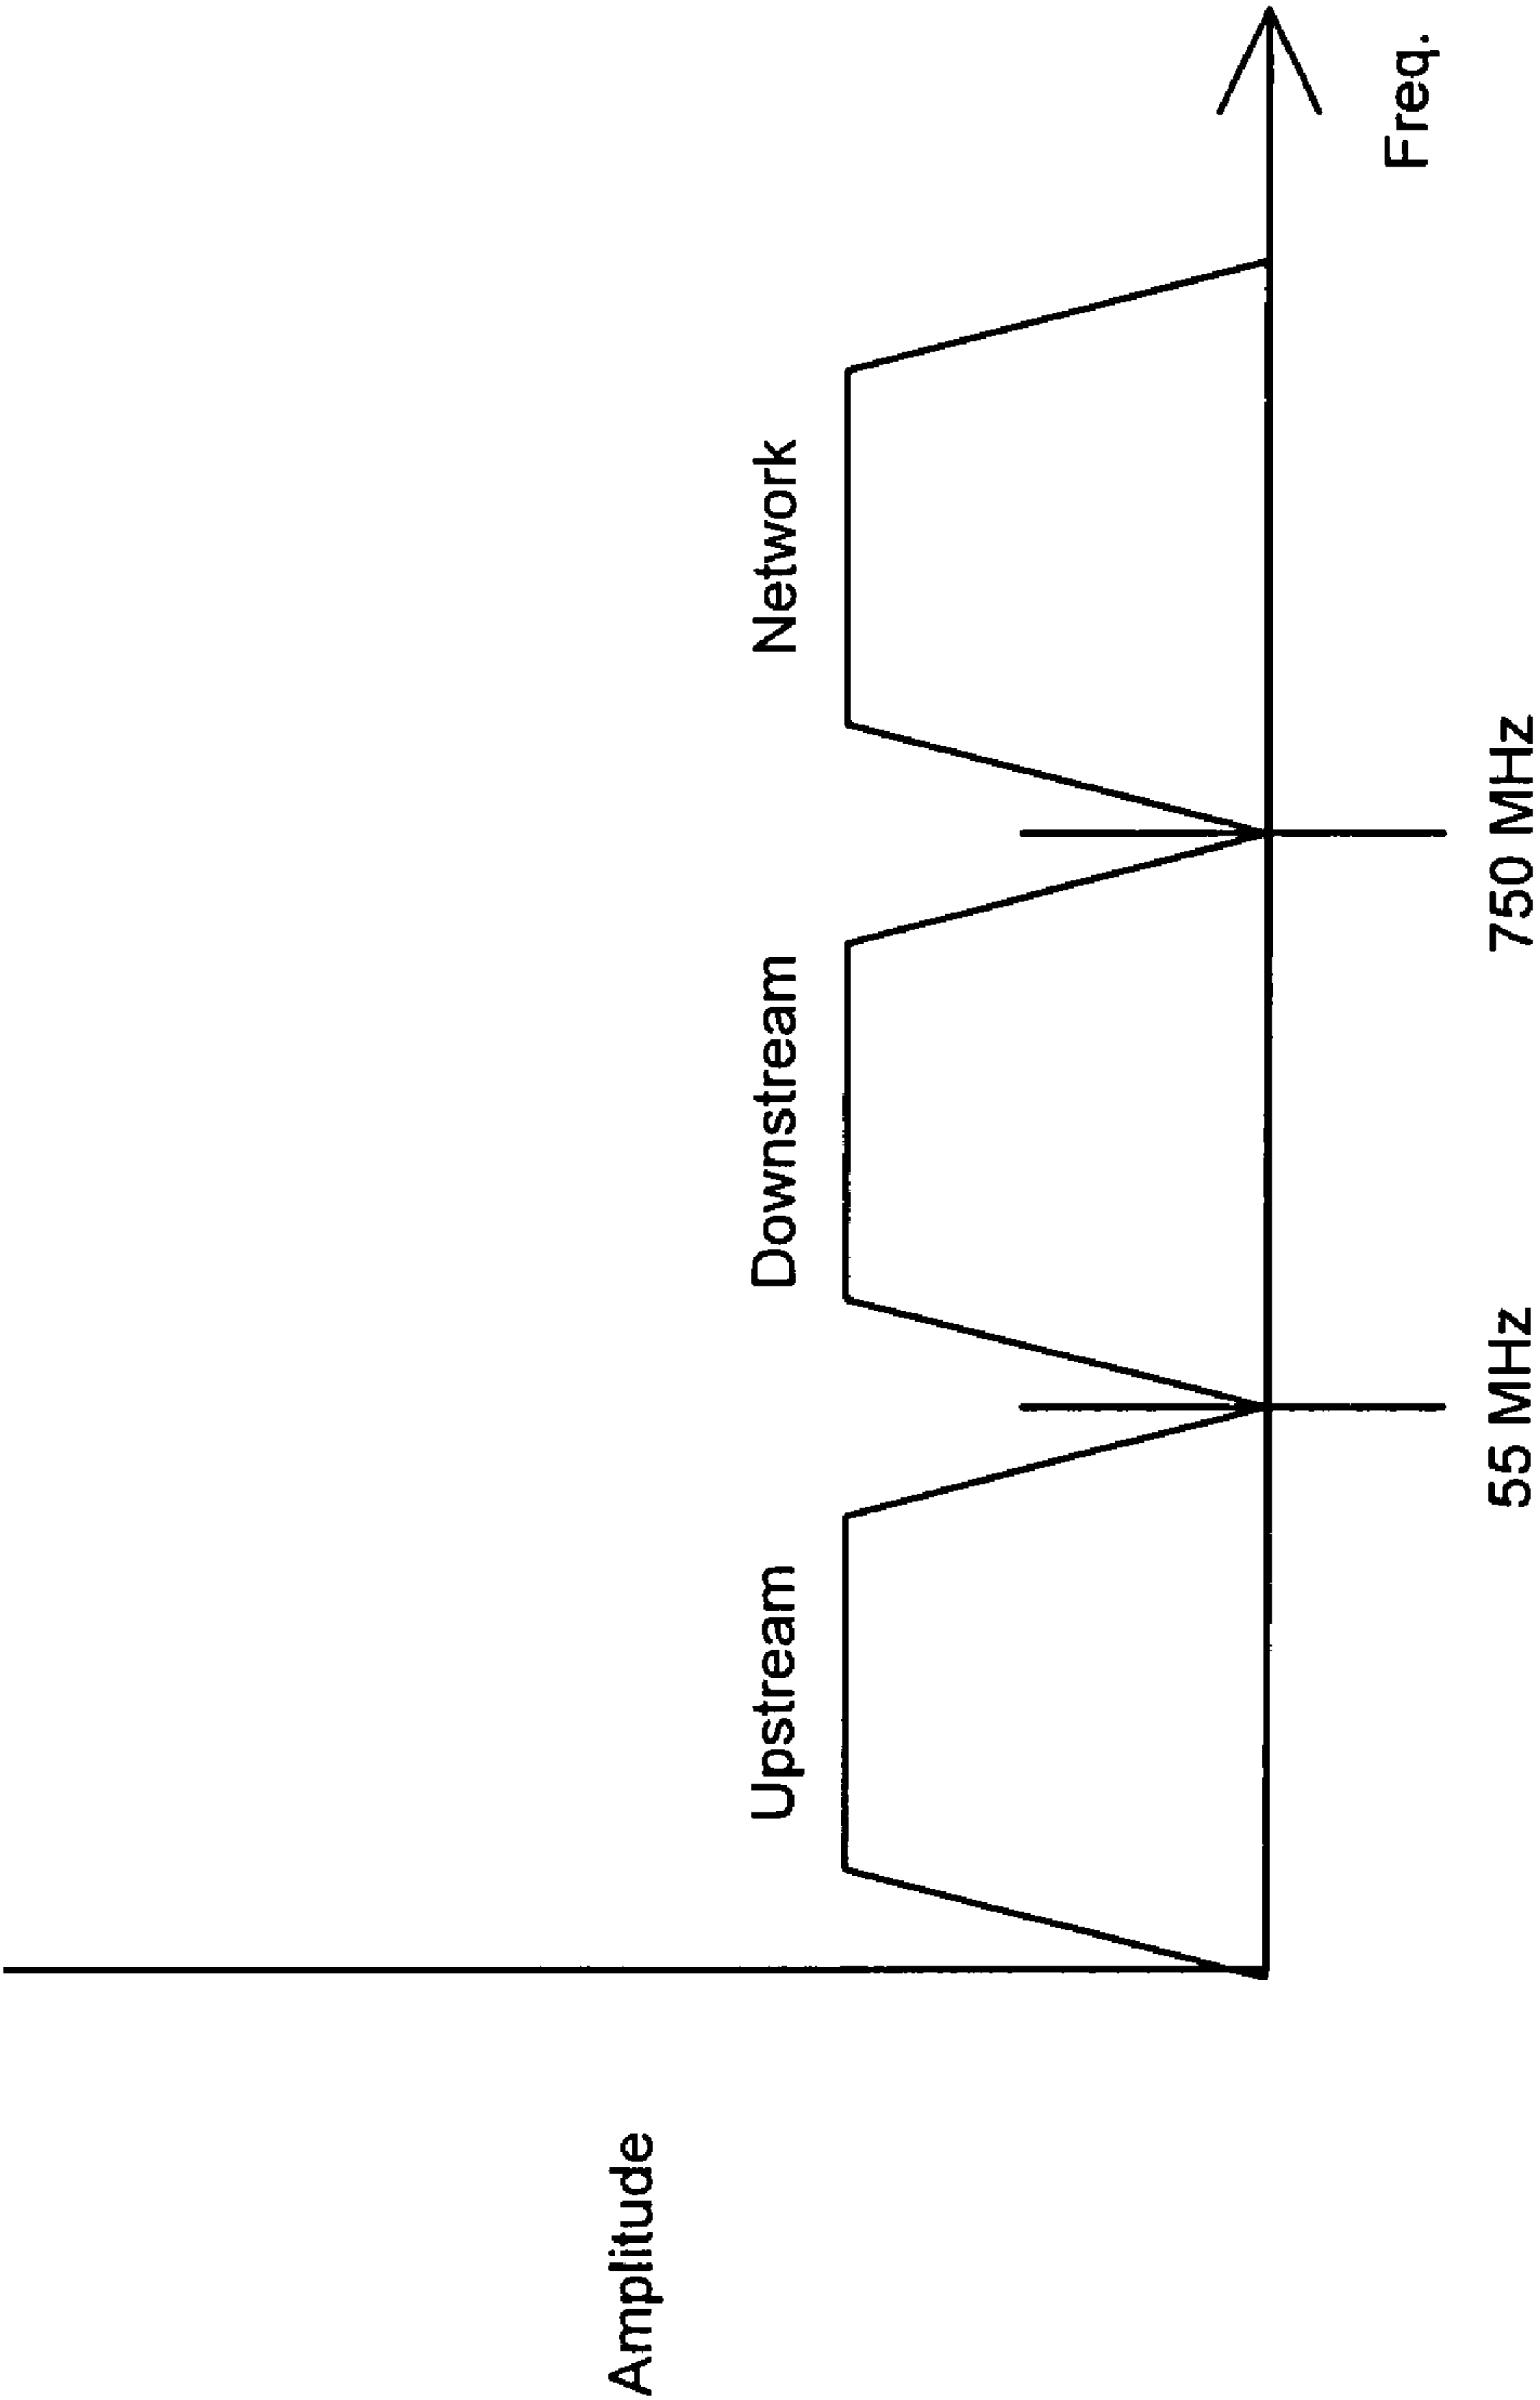 Amplitude
Upstream
Downstream
Network
55 MHz
750 MHz
Freq.